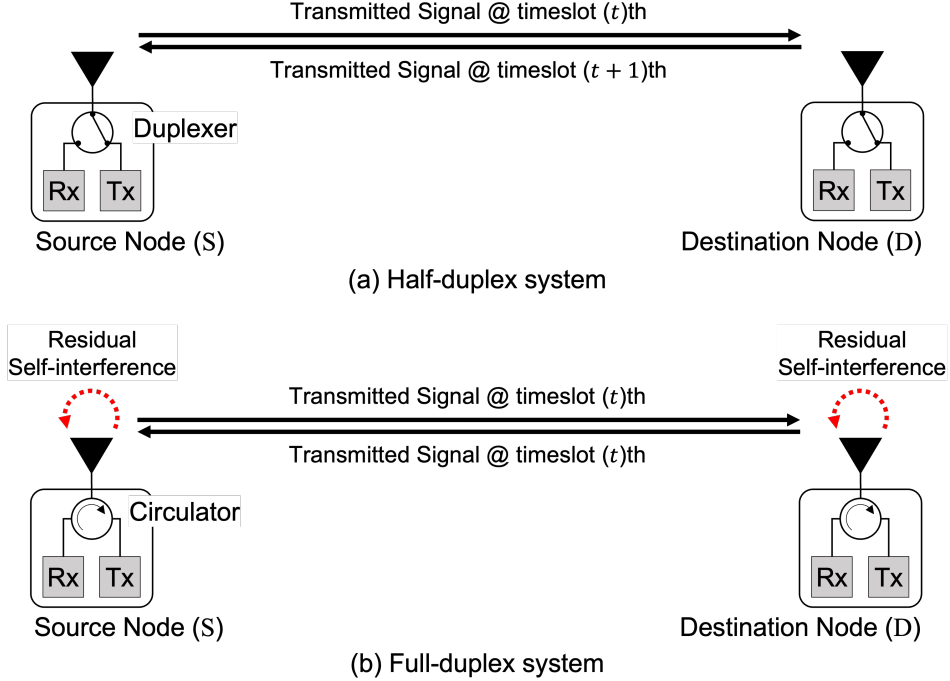 Transmitted Signal @ timeslot (t)th
Transmitted Signal @ timeslot (t + 1)th
Duplexer
Rx Tx
Rx Tx
Source Node (S)
Destination Node (D)
(a) Half-duplex system
Residual
Self-interference
Residual
Self-interference
Transmitted Signal @ timeslot (t)th
Transmitted Signal @ timeslot (t)th
Circulator
Rx Tx
Rx Tx
Source Node (S)
Destination Node (D)
(b) Full-duplex system